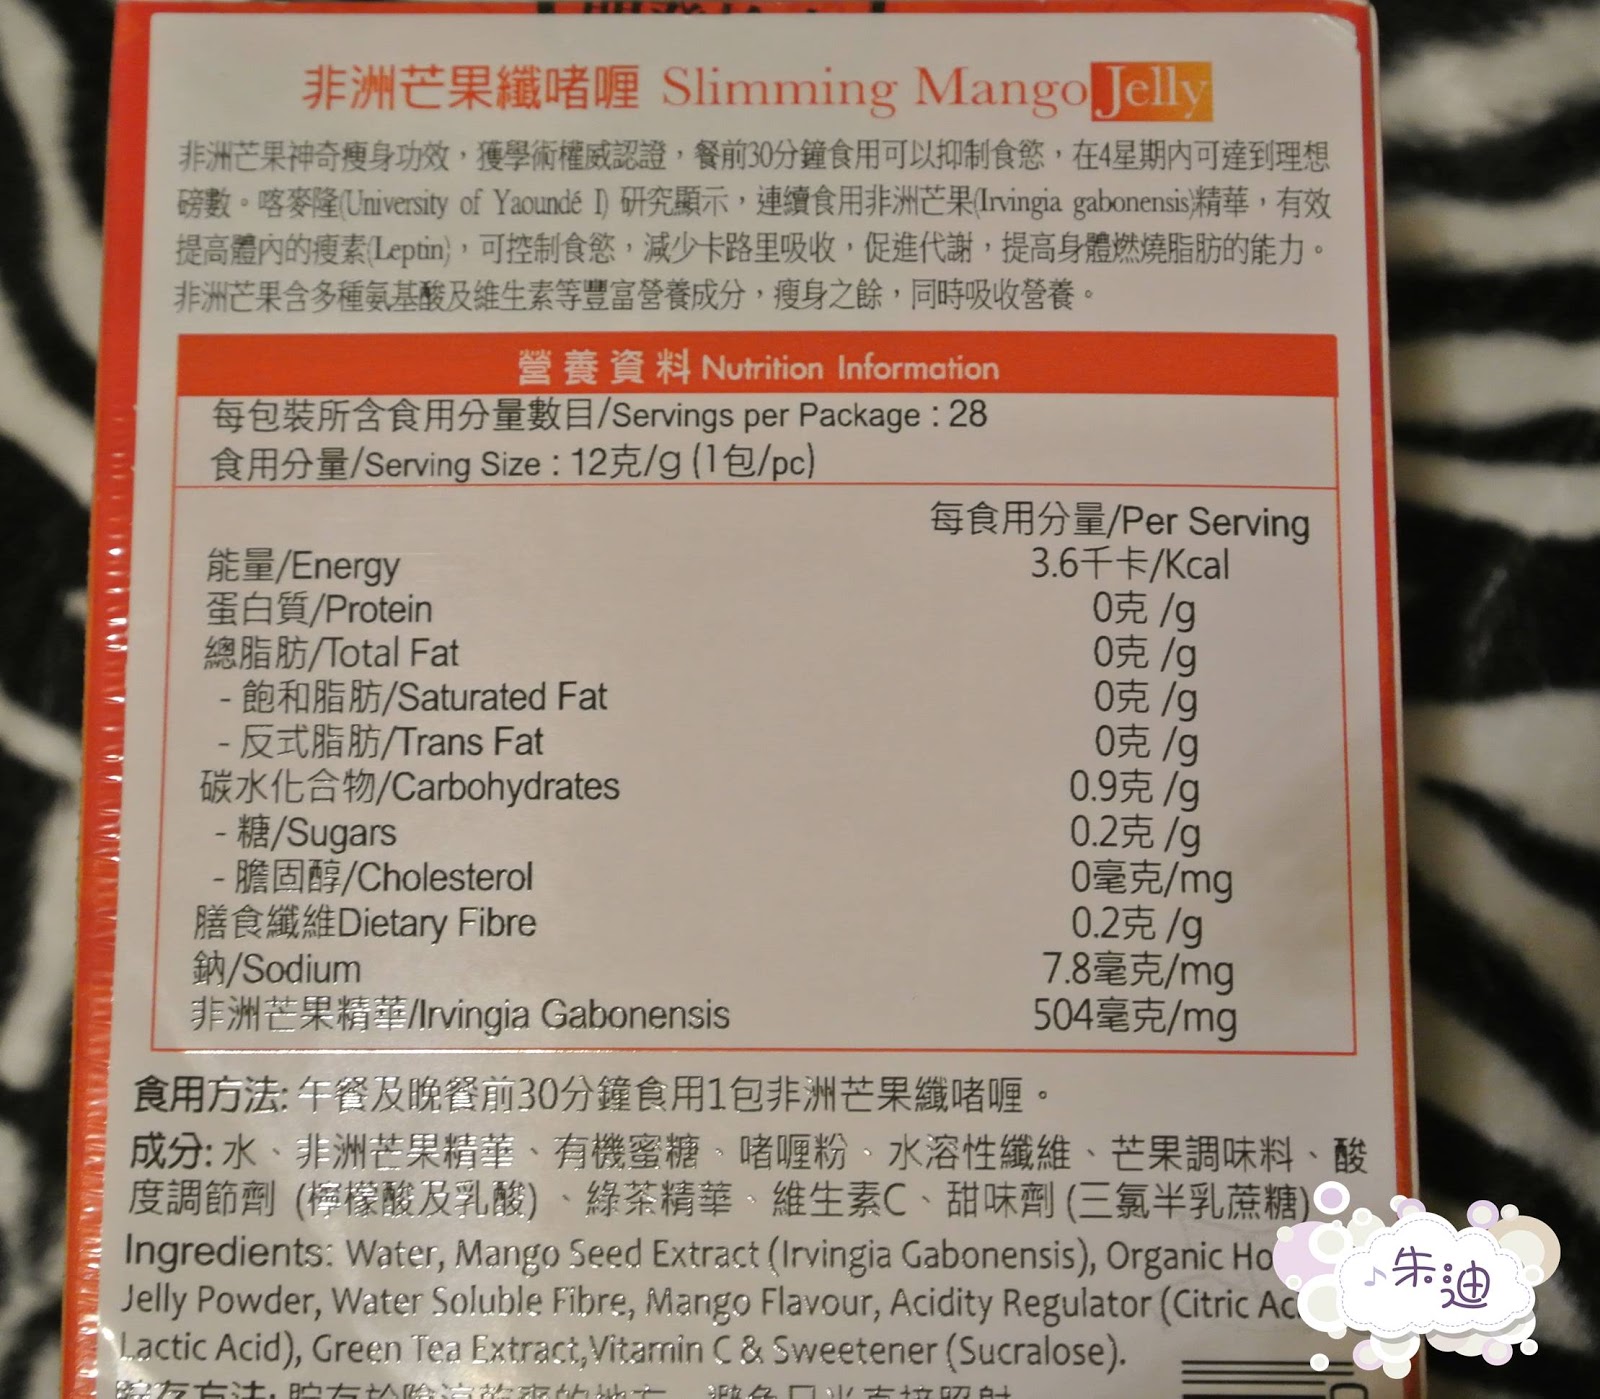 非洲芒果纖啫喱 Slimming Mango Jelly
非洲芒果神奇瘦身功效，獲學術權威認證，餐前30分鐘食用可以抑制食慾，在4星期內可達到理想
磅數。喀麥隆(University of Yaoundé I) 研究顯示，連續食用非洲芒果(Irvingia gabonensis)精華，有效
提高體內的瘦素(Leptin)，可控制食慾，減少卡路里吸收，促進代謝，提高身體燃燒脂肪的能力。
非洲芒果含多種氨基酸及維生素等豐富營養成分，瘦身之餘，同時吸收營養。
營養資料 Nutrition Information
每包裝所含食用分量數目/Servings per Package : 28
食用分量/Serving Size : 12克/g (1包/pc)
每食用分量/Per Serving
能量/Energy 3.6千卡/Kcal
蛋白質/Protein 0克 /g
總脂肪/Total Fat 0克 /g
- 飽和脂肪/Saturated Fat 0克 /g
- 反式脂肪/Trans Fat 0克 /g
碳水化合物/Carbohydrates 0.9克 /g
- 糖/Sugars 0.2克 /g
- 膽固醇/Cholesterol 0毫克/mg
膳食纖維Dietary Fibre 0.2克 /g
鈉/Sodium 7.8毫克/mg
非洲芒果精華/Irvingia Gabonensis 504毫克/mg
食用方法: 午餐及晚餐前30分鐘食用1包非洲芒果纖啫喱。
成分: 水、非洲芒果精華、有機蜜糖、啫喱粉、水溶性纖維、芒果調味料、酸
度調節劑 (檸檬酸及乳酸) 、綠茶精華、維生素C、甜味劑 (三氯半乳蔗糖)
Ingredients: Water, Mango Seed Extract (Irvingia Gabonensis), Organic Ho
Jelly Powder, Water Soluble Fibre, Mango Flavour, Acidity Regulator (Citric Ac
Lactic Acid), Green Tea Extract,Vitamin C & Sweetener (Sucralose).
♪朱迪